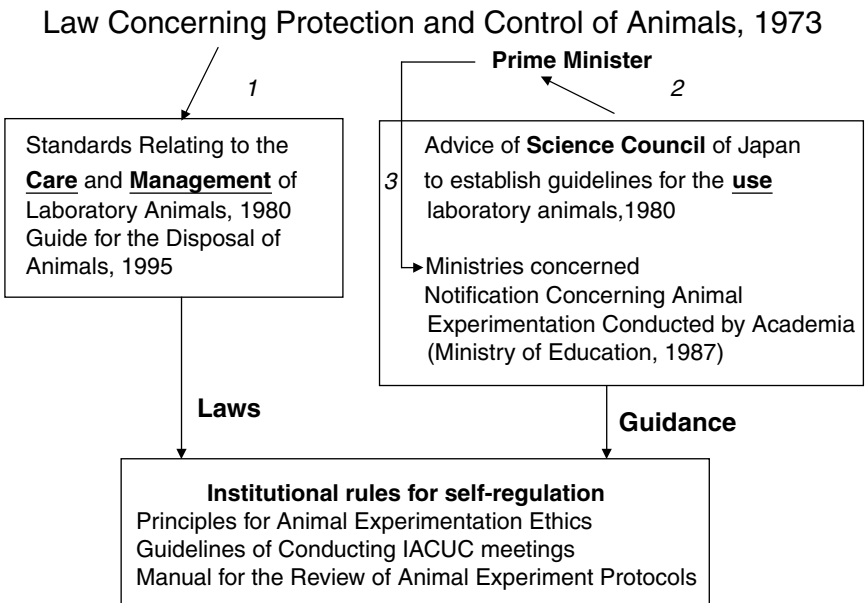 Law Concerning Protection and Control of Animals, 1973
Prime Minister
1
2
Standards Relating to the
Care and Management of
Laboratory Animals, 1980
Guide for the Disposal of
Animals, 1995
3
Advice of Science Council of Japan
to establish guidelines for the use
laboratory animals,1980
Ministries concerned
Notification Concerning Animal
Experimentation Conducted by Academia
(Ministry of Education, 1987)
Laws
Guidance
Institutional rules for self-regulation
Principles for Animal Experimentation Ethics
Guidelines of Conducting IACUC meetings
Manual for the Review of Animal Experiment Protocols